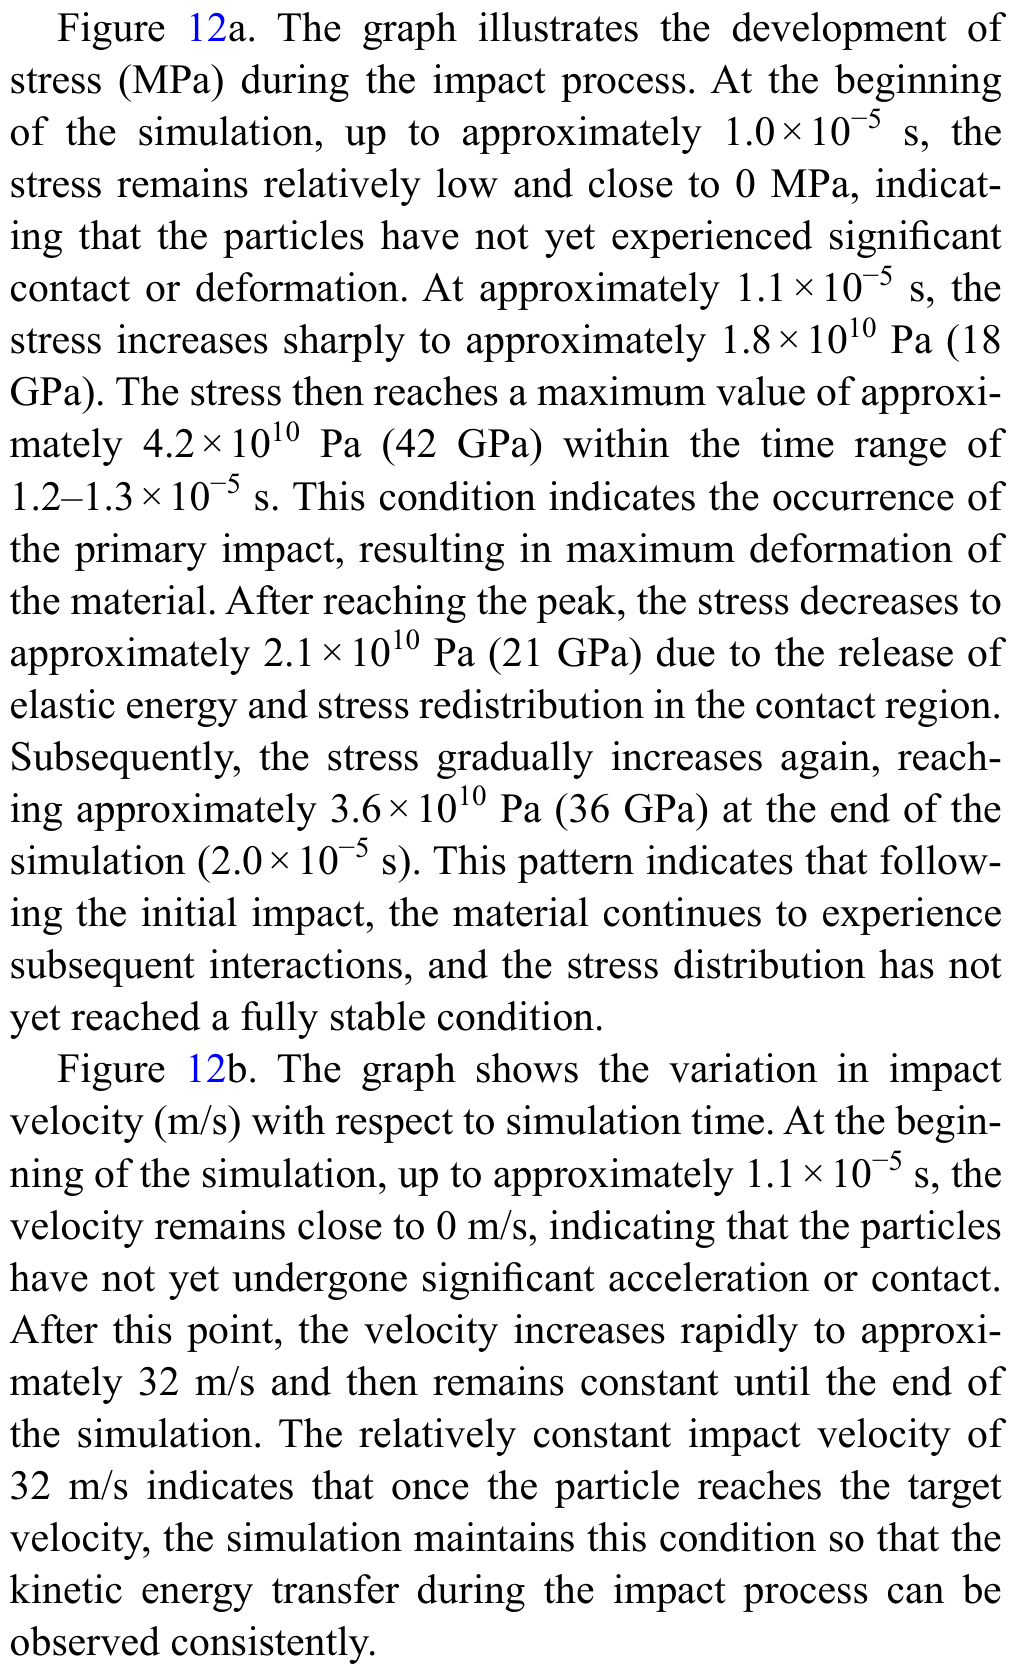 Figure 12a. The graph illustrates the development of
stress (MPa) during the impact process. At the beginning
of the simulation, up to approximately 1.0 × 10⁻⁵ s, the
stress remains relatively low and close to 0 MPa, indicat-
ing that the particles have not yet experienced significant
contact or deformation. At approximately 1.1 × 10⁻⁵ s, the
stress increases sharply to approximately 1.8 × 10¹⁰ Pa (18
GPa). The stress then reaches a maximum value of approxi-
mately 4.2 × 10¹⁰ Pa (42 GPa) within the time range of
1.2–1.3 × 10⁻⁵ s. This condition indicates the occurrence of
the primary impact, resulting in maximum deformation of
the material. After reaching the peak, the stress decreases to
approximately 2.1 × 10¹⁰ Pa (21 GPa) due to the release of
elastic energy and stress redistribution in the contact region.
Subsequently, the stress gradually increases again, reach-
ing approximately 3.6 × 10¹⁰ Pa (36 GPa) at the end of the
simulation (2.0 × 10⁻⁵ s). This pattern indicates that follow-
ing the initial impact, the material continues to experience
subsequent interactions, and the stress distribution has not
yet reached a fully stable condition.
Figure 12b. The graph shows the variation in impact
velocity (m/s) with respect to simulation time. At the begin-
ning of the simulation, up to approximately 1.1 × 10⁻⁵ s, the
velocity remains close to 0 m/s, indicating that the particles
have not yet undergone significant acceleration or contact.
After this point, the velocity increases rapidly to approxi-
mately 32 m/s and then remains constant until the end of
the simulation. The relatively constant impact velocity of
32 m/s indicates that once the particle reaches the target
velocity, the simulation maintains this condition so that the
kinetic energy transfer during the impact process can be
observed consistently.